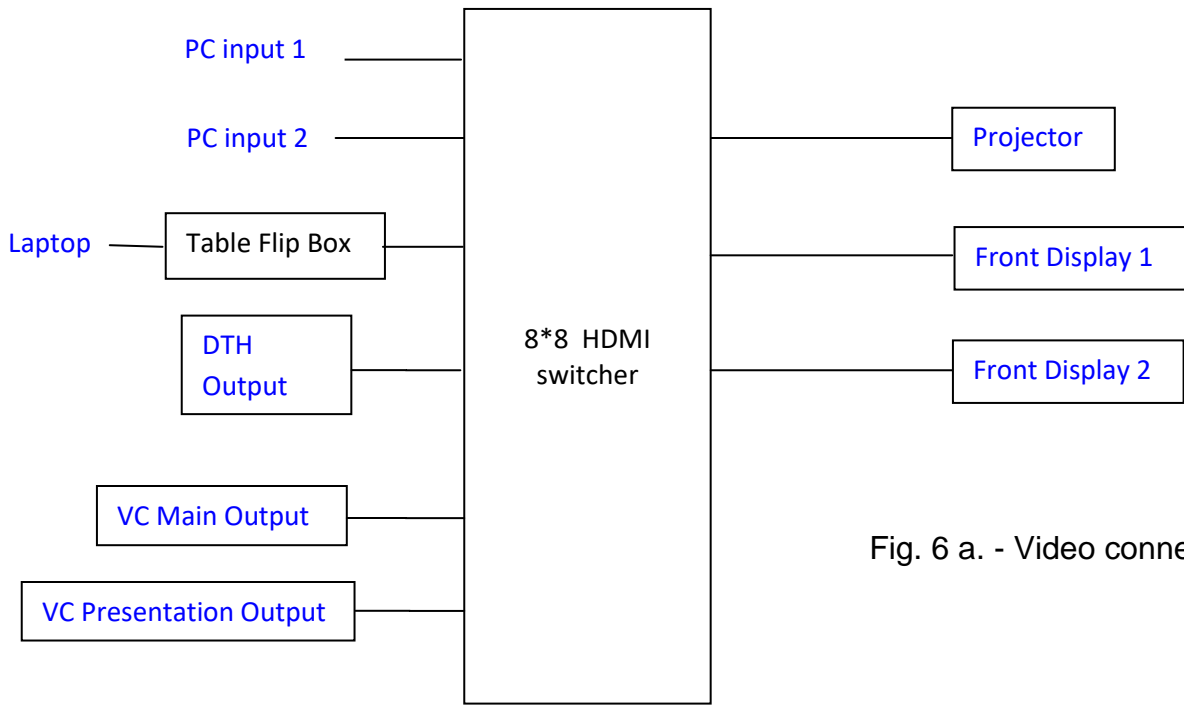 PC input 1
PC input 2
Laptop
Table Flip Box
DTH
Output
VC Main Output
VC Presentation Output
8*8 HDMI
switcher
Projector
Front Display 1
Front Display 2
Fig. 6 a. - Video conne